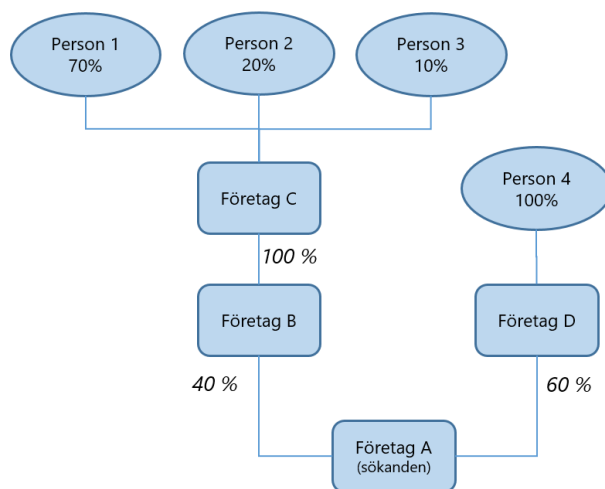 Person 1
70%
Person 2
20%
Person 3
10%
Företag C
Person 4
100%
100 %
Företag B
Företag D
40 %
60 %
Företag A
(sökanden)